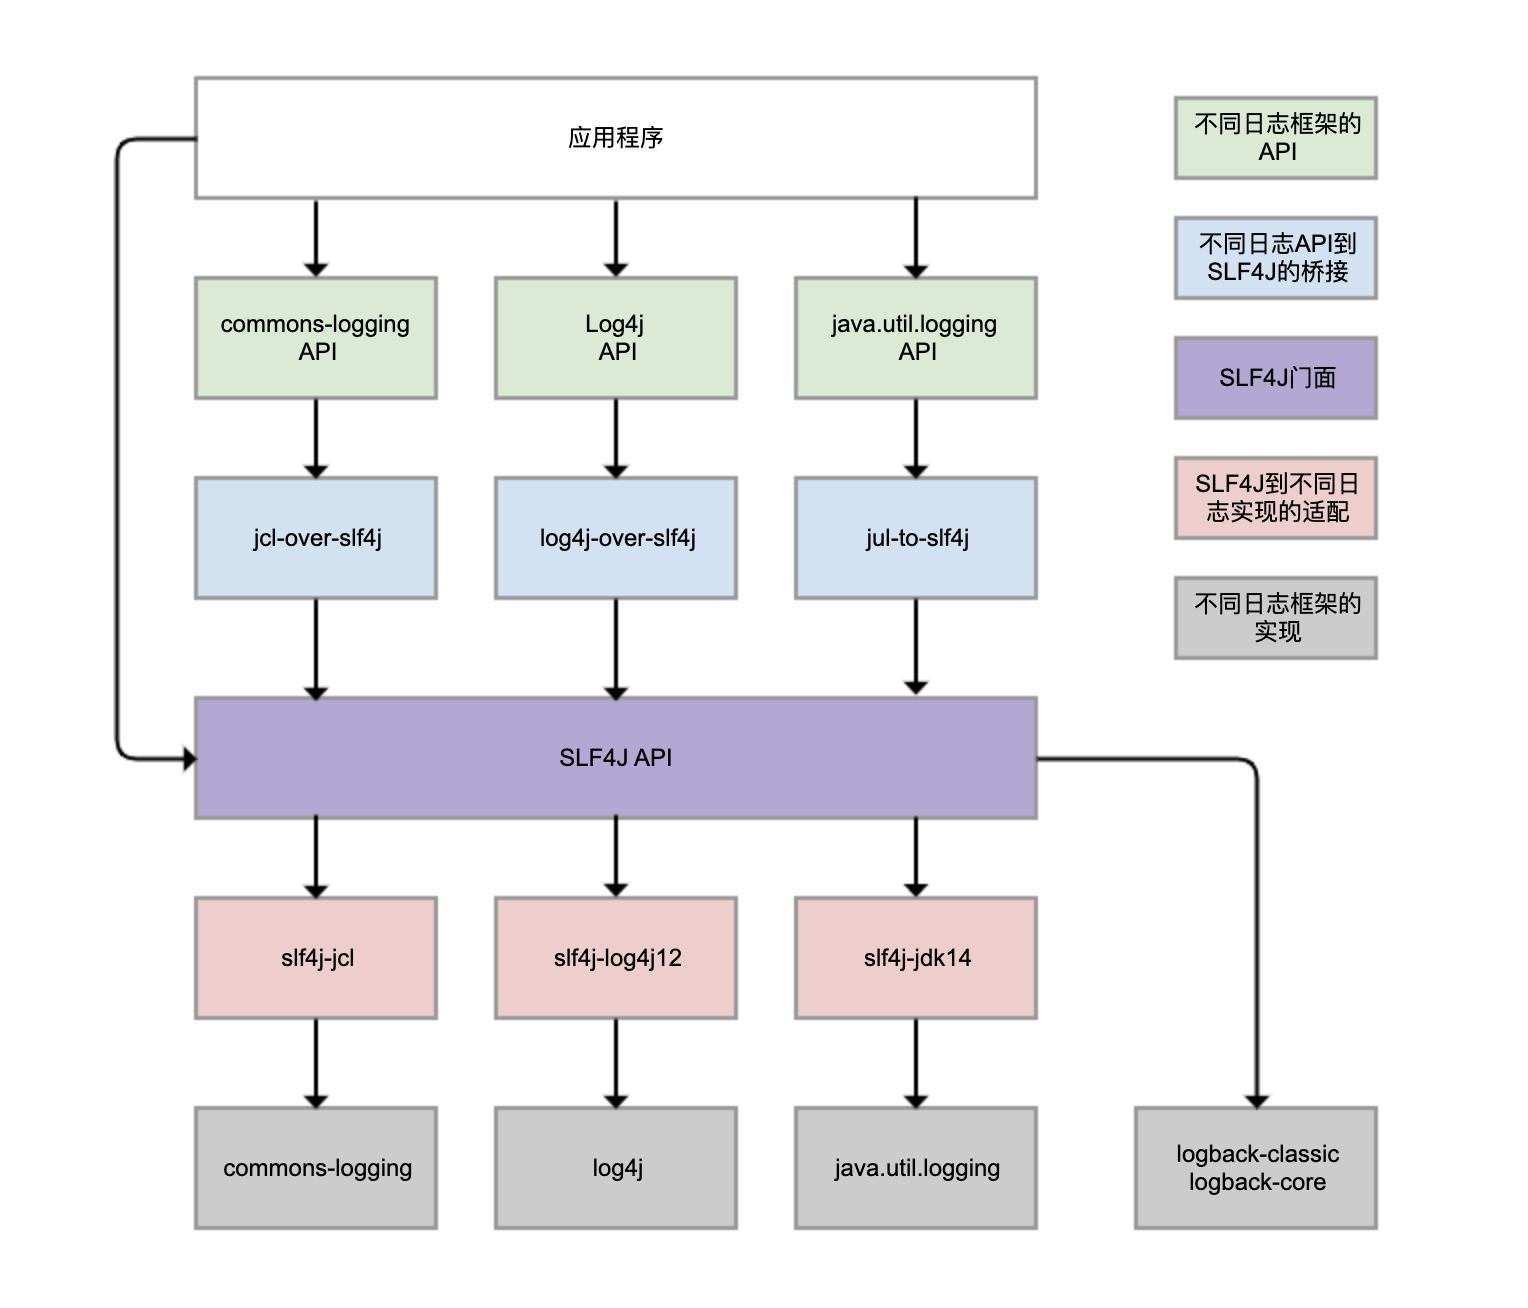 应用程序
commons-logging
API
Log4j
API
java.util.logging
API
jcl-over-slf4j
log4j-over-slf4j
jul-to-slf4j
SLF4J API
slf4j-jcl
slf4j-log4j12
slf4j-jdk14
commons-logging
log4j
java.util.logging
logback-classic
logback-core
不同日志框架的
API
不同日志API到
SLF4J的桥接
SLF4J门面
SLF4J到不同日
志实现的适配
不同日志框架的
实现